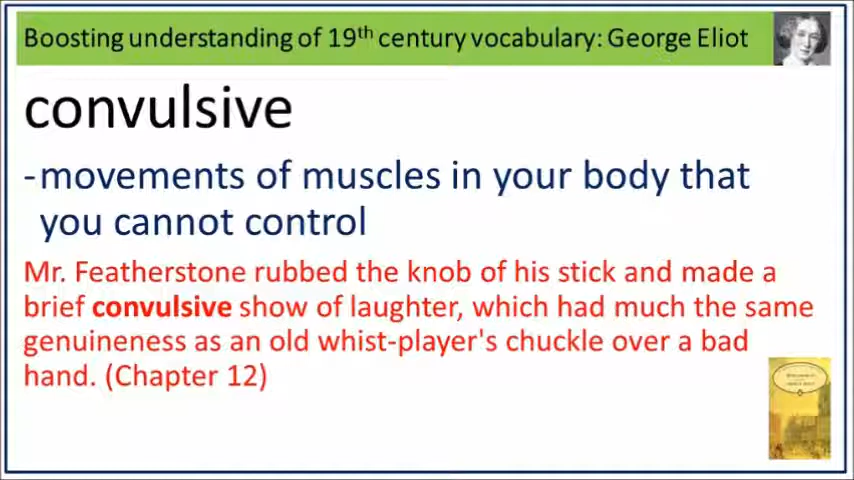 Boosting understanding of 19th century vocabulary: George Eliot
convulsive
-movements of muscles in your body that
you cannot control
Mr. Featherstone rubbed the knob of his stick and made a
brief convulsive show of laughter, which had much the same
genuineness as an old whist-player's chuckle over a bad
hand. (Chapter 12)